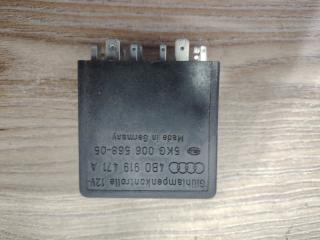 Glühlampenkontrolle 12V
4B0 919 471 A
5KG 006 568-05
Made in Germany